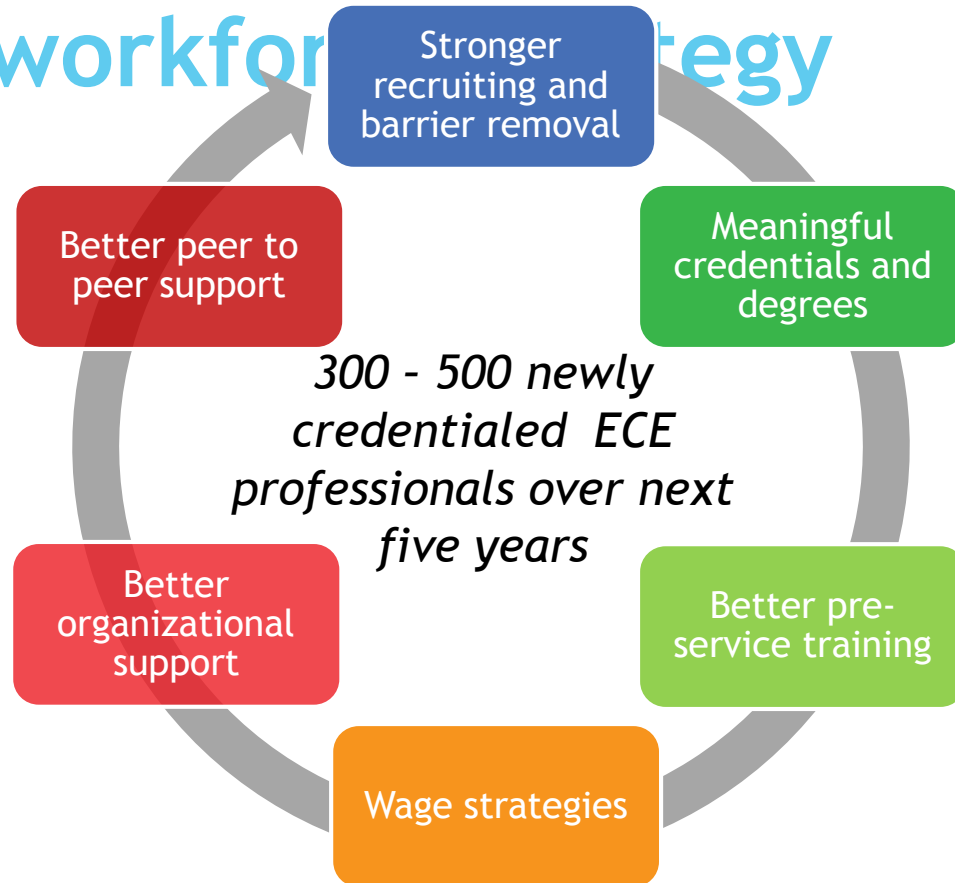 workfor tegy
Stronger
recruiting and
barrier removal
Meaningful
credentials and
degrees
Better pre-
service training
Wage strategies
Better
organizational
support
Better peer to
peer support
300 – 500 newly
credentialed ECE
professionals over next
five years